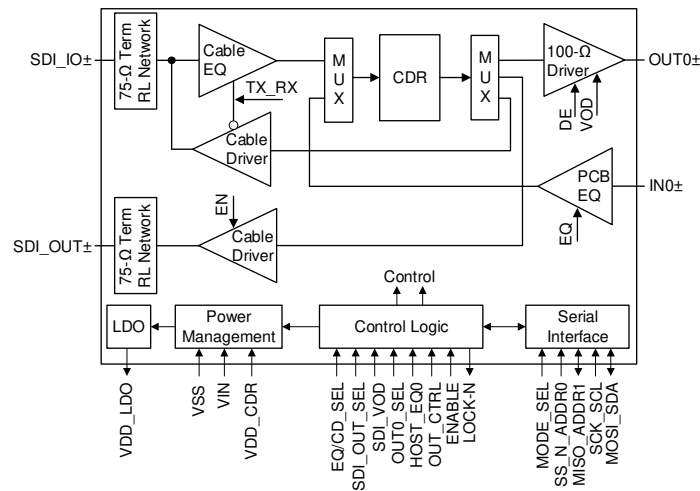 SDI_IO±
75-Ω Term
RL Network
Cable
EQ
TX_RX
Cable
Driver
MUX
CDR
MUX
100-Ω
Driver
OUT0±
DE
VOD
PCB
EQ
IN0±
EQ
SDI_OUT±
75-Ω Term
RL Network
EN
Cable
Driver
Control
LDO
Power
Management
Control Logic
Serial
Interface
VDD_LDO
VSS
VIN
VDD_CDR
EQ/CD_SEL
SDI_OUT_SEL
SDI_VOD
OUT0_SEL
HOST_EQ0
OUT_CTRL
ENABLE
LOCK-N
MODE_SEL
SS_N_ADDR0
MISO_ADDR1
SCK_SCL
MOSI_SDA